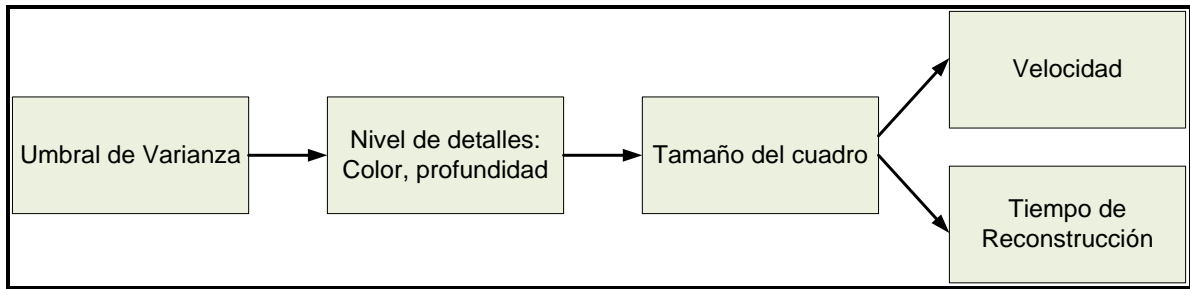 Umbral de Varianza
Nivel de detalles:
Color, profundidad
Tamaño del cuadro
Velocidad
Tiempo de
Reconstrucción